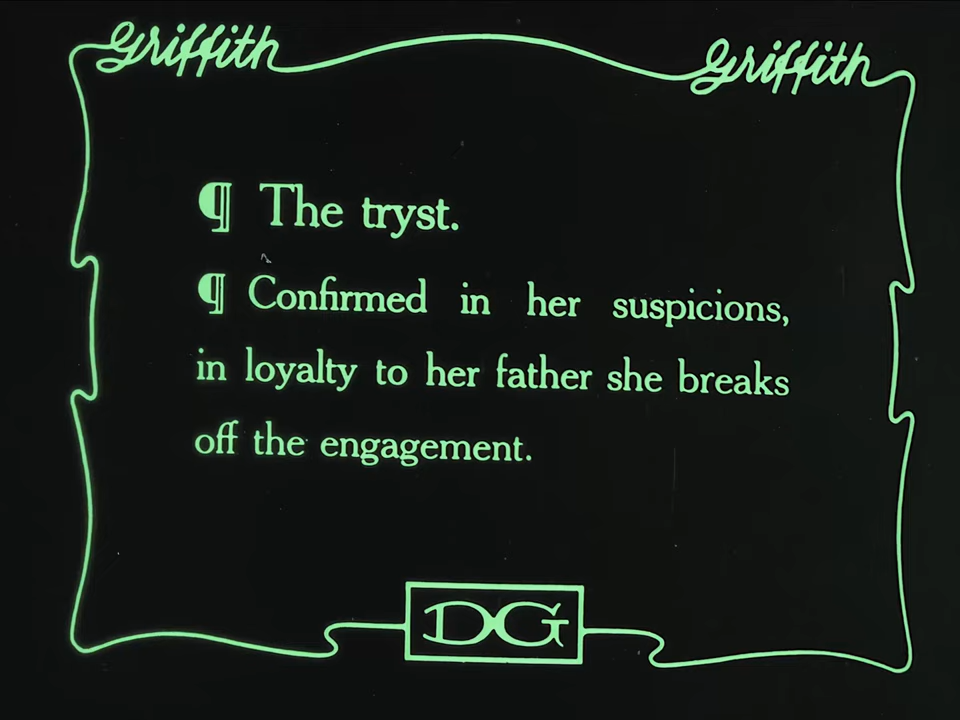 Griffith Griffith
¶ The tryst.
¶ Confirmed in her suspicions,
in loyalty to her father she breaks
off the engagement.
DG